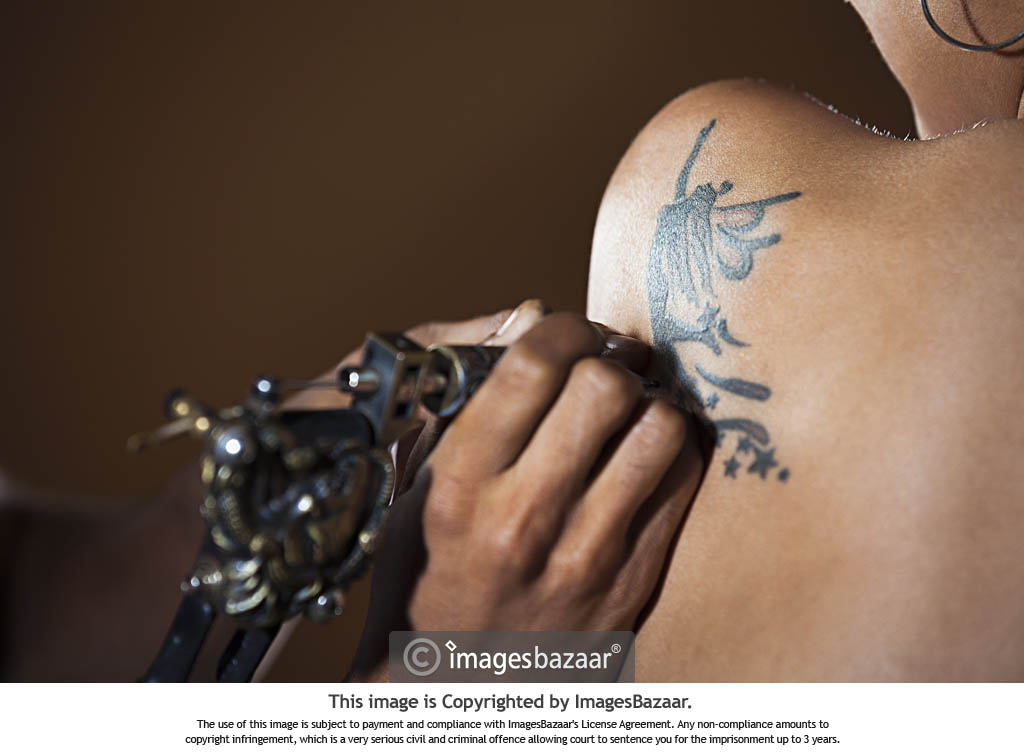 © imagesbazaar®
This image is Copyrighted by ImagesBazaar.
The use of this image is subject to payment and compliance with ImagesBazaar's License Agreement. Any non-compliance amounts to
copyright infringement, which is a very serious civil and criminal offence allowing court to sentence you for the imprisonment up to 3 years.